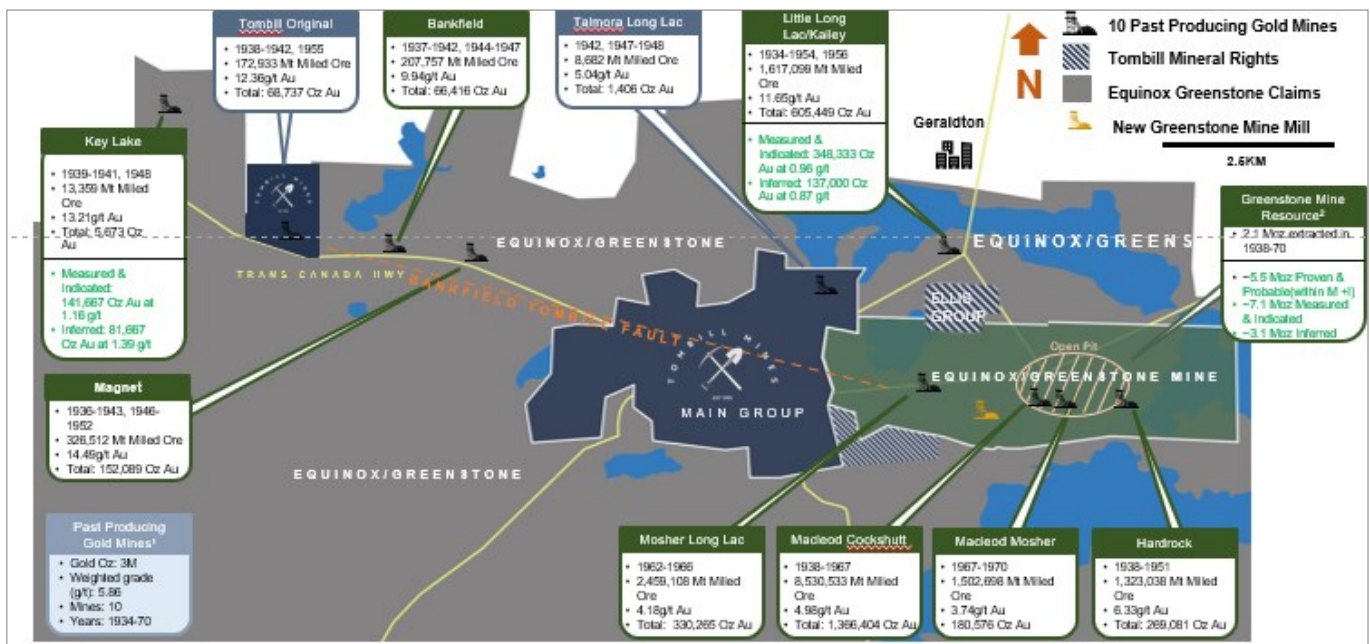 Tombill Original
• 1938-1942, 1955
• 172,933 Mt Milled Ore
• 12.36g/t Au
• Total: 68,737 Oz Au
Bankfield
• 1937-1942, 1944-1947
• 207,757 Mt Milled Ore
• 9.94g/t Au
• Total: 66,416 Oz Au
Talmora Long Lac
• 1942, 1947-1948
• 8,682 Mt Milled Ore
• 5.04g/t Au
• Total: 1,406 Oz Au
Little Long
Lac/Kailey
• 1934-1954, 1956
• 1,617,099 Mt Milled
Ore
• 11.65g/t Au
• Total: 605,449 Oz Au
• Measured &
Indicated: 348,333 Oz
Au at 0.96 g/t
• Inferred: 137,000 Oz
Au at 0.87 g/t
N
10 Past Producing Gold Mines
Tombill Mineral Rights
Equinox Greenstone Claims
New Greenstone Mine Mill
2.5KM
Geraldton
Key Lake
• 1939-1941, 1948
• 13,359 Mt Milled
Ore
• 13.21g/t Au
• Total: 5,673 Oz
Au
• Measured &
Indicated:
141,667 Oz Au at
1.16 g/t
• Inferred: 81,667
Oz Au at 1.39 g/t
Greenstone Mine
Resource²
• 2.1 Moz extracted in
1938-70
• ~5.5 Moz Proven &
Probable(within M +I)
• ~7.1 Moz Measured
& Indicated
• ~3.1 Moz Inferred
TOMBILL MINES
EQUINOX/GREENSTONE
EQUINOX/GREENS
TRANS CANADA HWY
BANKFIELD TOMBILL FAULT
ELLIS
GROUP
TOMBILL MINES
MAIN GROUP
Open Pit
EQUINOX/GREENSTONE MINE
Magnet
• 1936-1943, 1946-
1952
• 326,512 Mt Milled Ore
• 14.49g/t Au
• Total: 152,089 Oz Au
EQUINOX/GREENSTONE
Past Producing
Gold Mines¹
• Gold Oz: 3M
• Weighted grade
(g/t): 5.86
• Mines: 10
• Years: 1934-70
Mosher Long Lac
• 1962-1966
• 2,459,108 Mt Milled
Ore
• 4.18g/t Au
• Total: 330,265 Oz Au
Macleod Cockshutt
• 1938-1967
• 8,530,533 Mt Milled
Ore
• 4.98g/t Au
• Total: 1,366,404 Oz Au
Macleod Mosher
• 1967-1970
• 1,502,698 Mt Milled
Ore
• 3.74g/t Au
• 180,576 Oz Au
Hardrock
• 1938-1951
• 1,323,038 Mt Milled
Ore
• 6.33g/t Au
• Total: 269,081 Oz Au